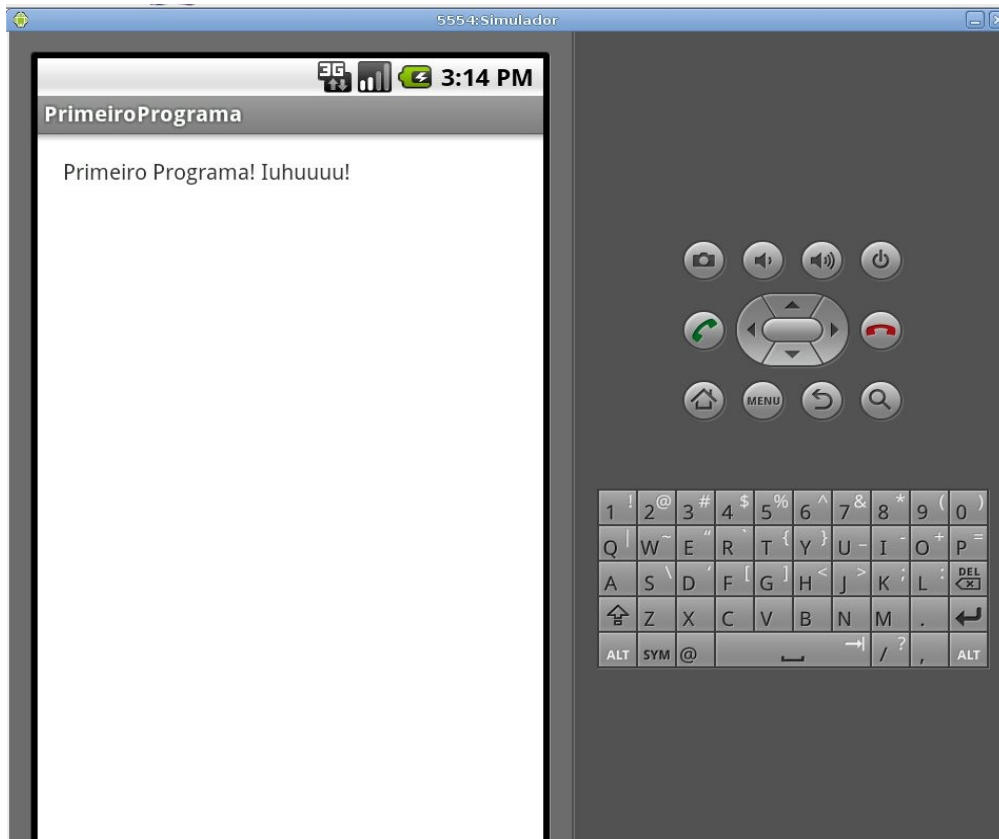 5554:Simulador
3G 3:14 PM
PrimeiroPrograma
Primeiro Programa! Iuhuuuu!
MENU
1 ! 2 @ 3 # 4 $ 5 % 6 ^ 7 & 8 * 9 ( 0 )
Q | W ~ E " R ` T { Y } U _ I - O + P =
A S \ D ' F [ G ] H < J > K ; L : DEL
Z X C V B N M .
ALT SYM @ / ? , ALT